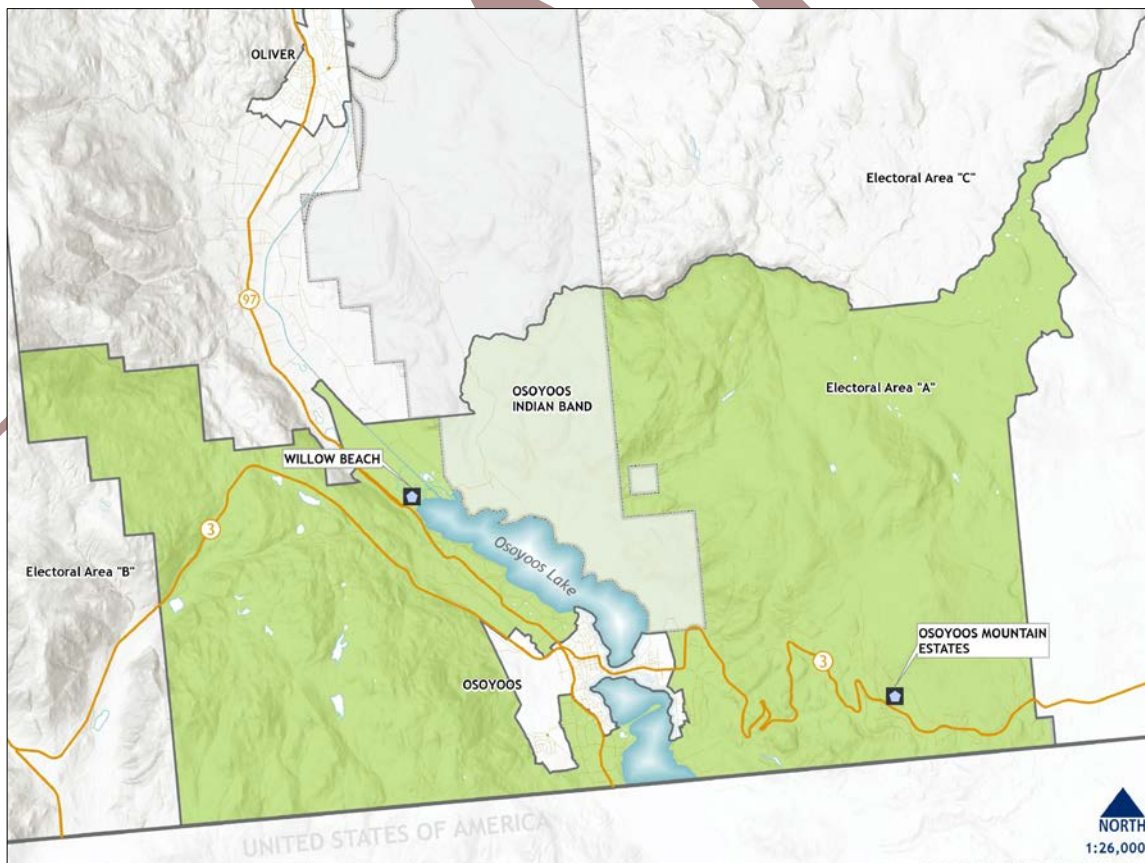 OLIVER
Electoral Area "C"
97
OSOYOOS
INDIAN BAND
Electoral Area "A"
WILLOW BEACH
3
Osoyoos Lake
Electoral Area "B"
OSOYOOS MOUNTAIN
ESTATES
3
OSOYOOS
UNITED STATES OF AMERICA
NORTH
1:26,000